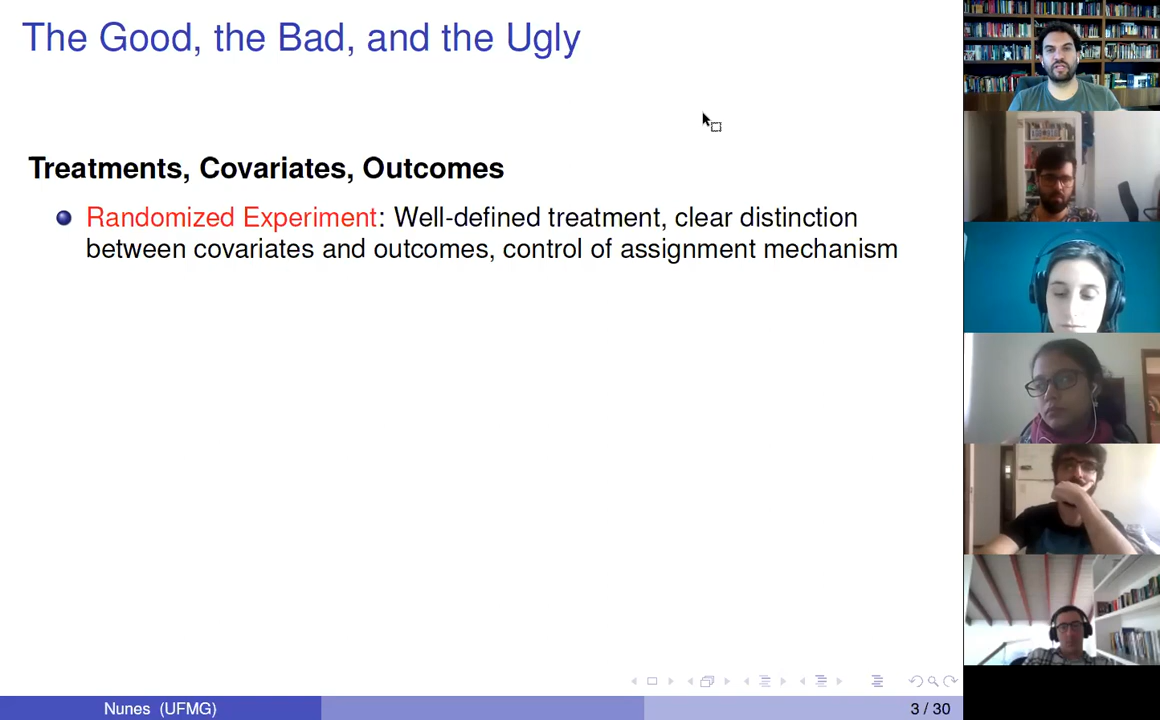 The Good, the Bad, and the Ugly
Treatments, Covariates, Outcomes
Randomized Experiment: Well-defined treatment, clear distinction
between covariates and outcomes, control of assignment mechanism
Nunes (UFMG)
3 / 30